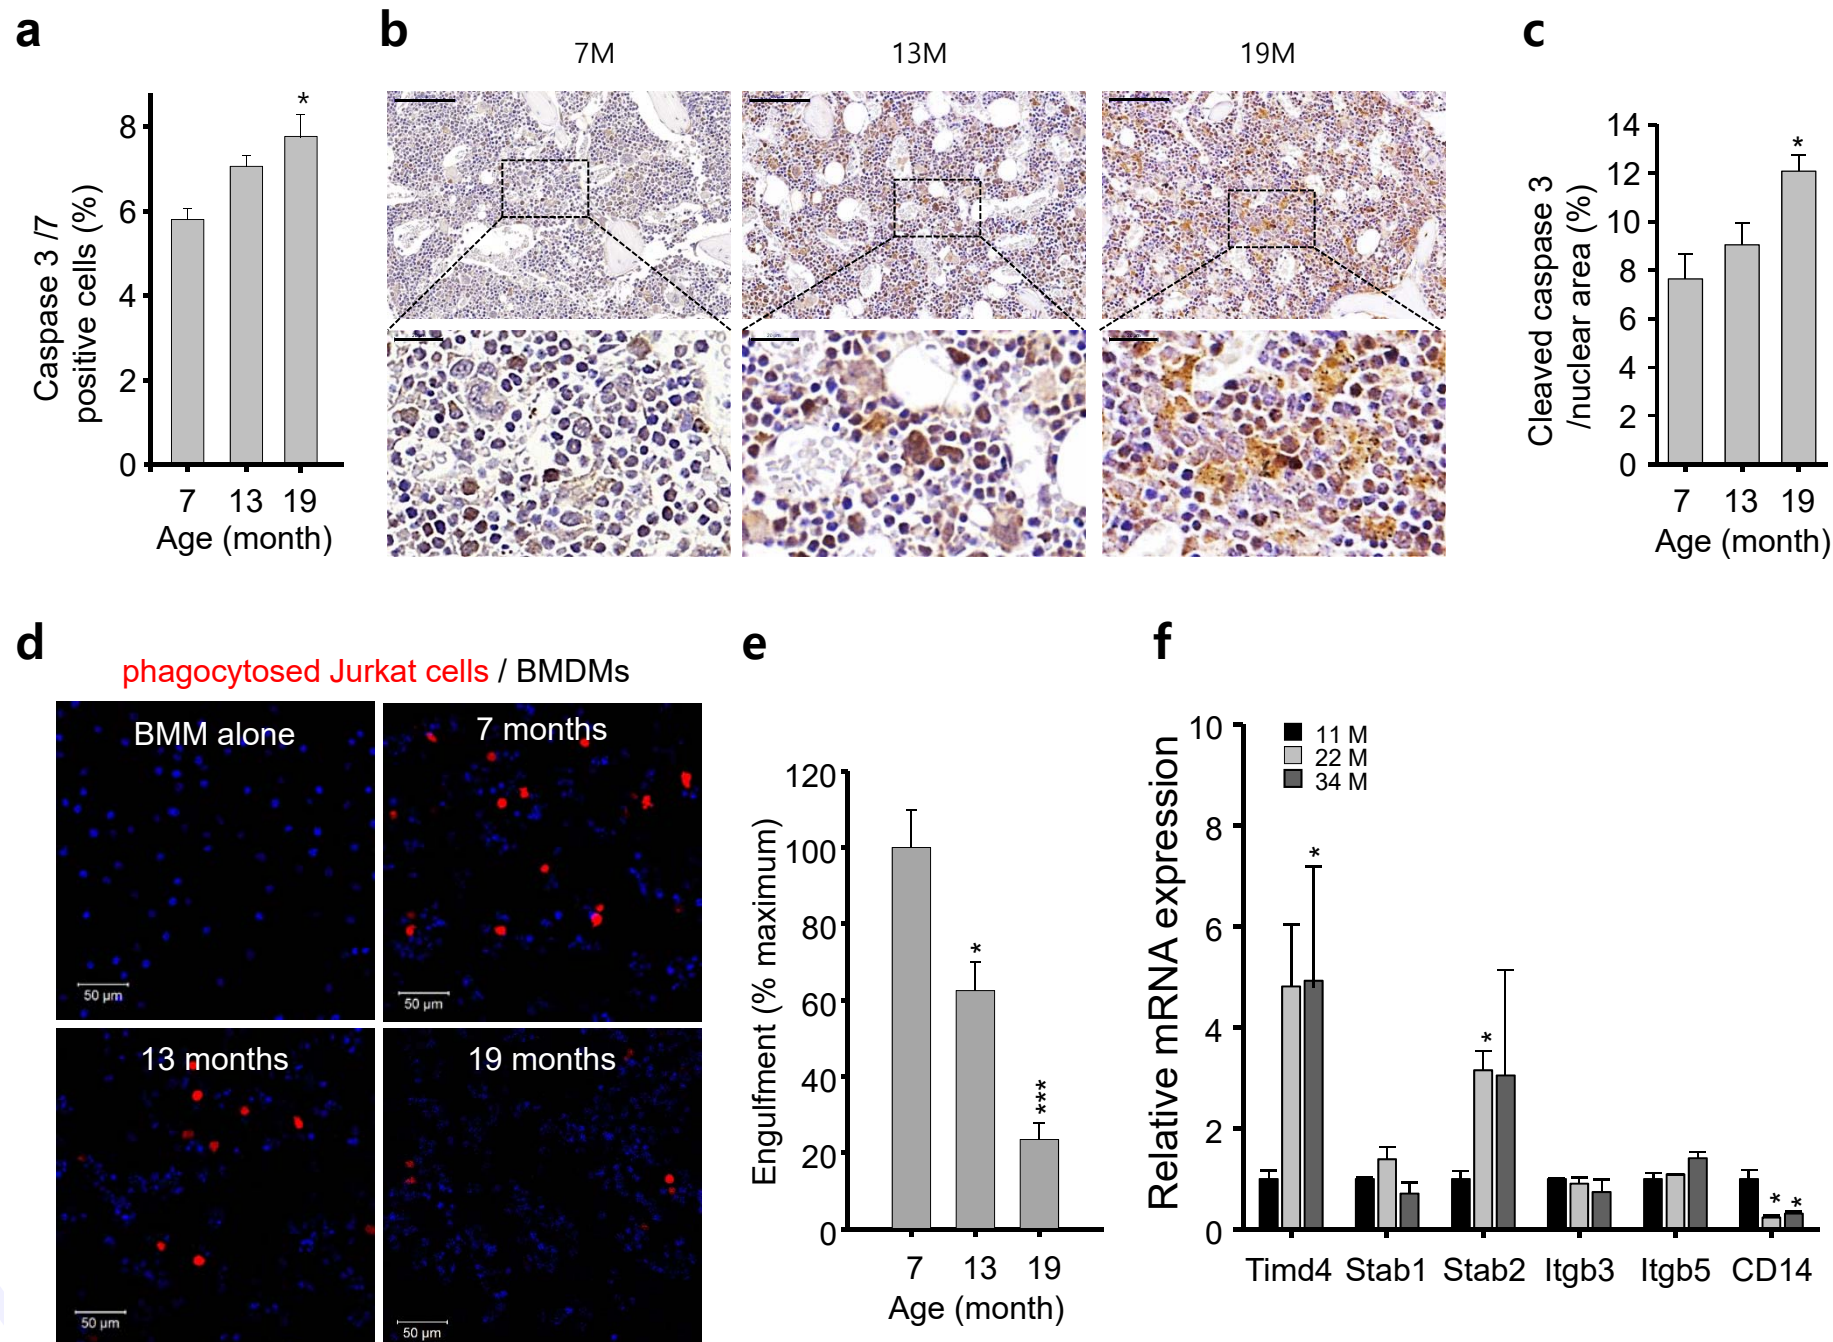 a
Caspase 3 /7
positive cells (%)
8
6
4
2
0
*
7 13 19
Age (month)
b
7M 13M 19M
c
Cleaved caspase 3
/nuclear area (%)
14
12
10
8
6
4
2
0
*
7 13 19
Age (month)
d
phagocytosed Jurkat cells / BMDMs
BMM alone
50 µm
7 months
50 µm
13 months
50 µm
19 months
50 µm
e
Engulfment (% maximum)
120
100
80
60
40
20
0
*
***
7 13 19
Age (month)
f
Relative mRNA expression
10
8
6
4
2
0
11 M
22 M
34 M
*
*
* *
Timd4 Stab1 Stab2 Itgb3 Itgb5 CD14